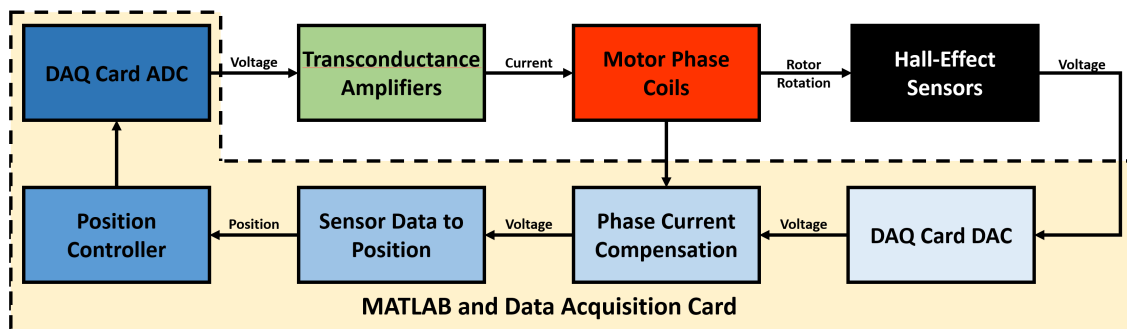 DAQ Card ADC
Voltage
Transconductance
Amplifiers
Current
Motor Phase
Coils
Rotor
Rotation
Hall-Effect
Sensors
Voltage
Position
Controller
Position
Sensor Data to
Position
Voltage
Phase Current
Compensation
Voltage
DAQ Card DAC
MATLAB and Data Acquisition Card